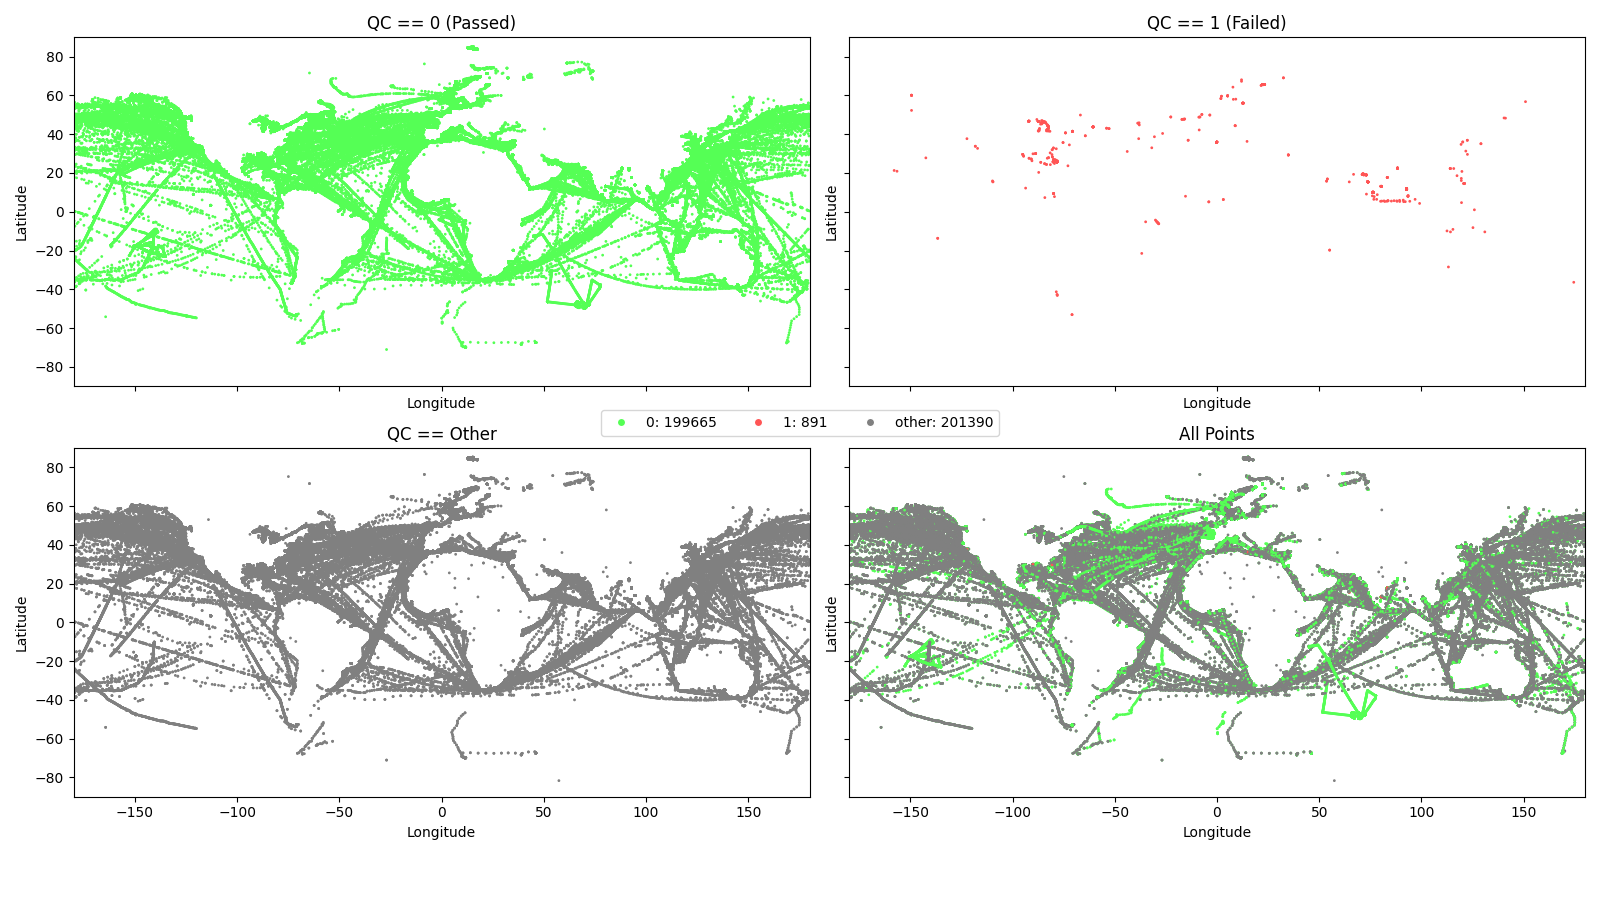 QC == 0 (Passed)
QC == 1 (Failed)
80
60
40
20
0
−20
−40
−60
−80
Latitude
Latitude
Longitude
Longitude
0: 199665 1: 891 other: 201390
QC == Other
All Points
80
60
40
20
0
−20
−40
−60
−80
Latitude
Latitude
−150 −100 −50 0 50 100 150
−150 −100 −50 0 50 100 150
Longitude
Longitude